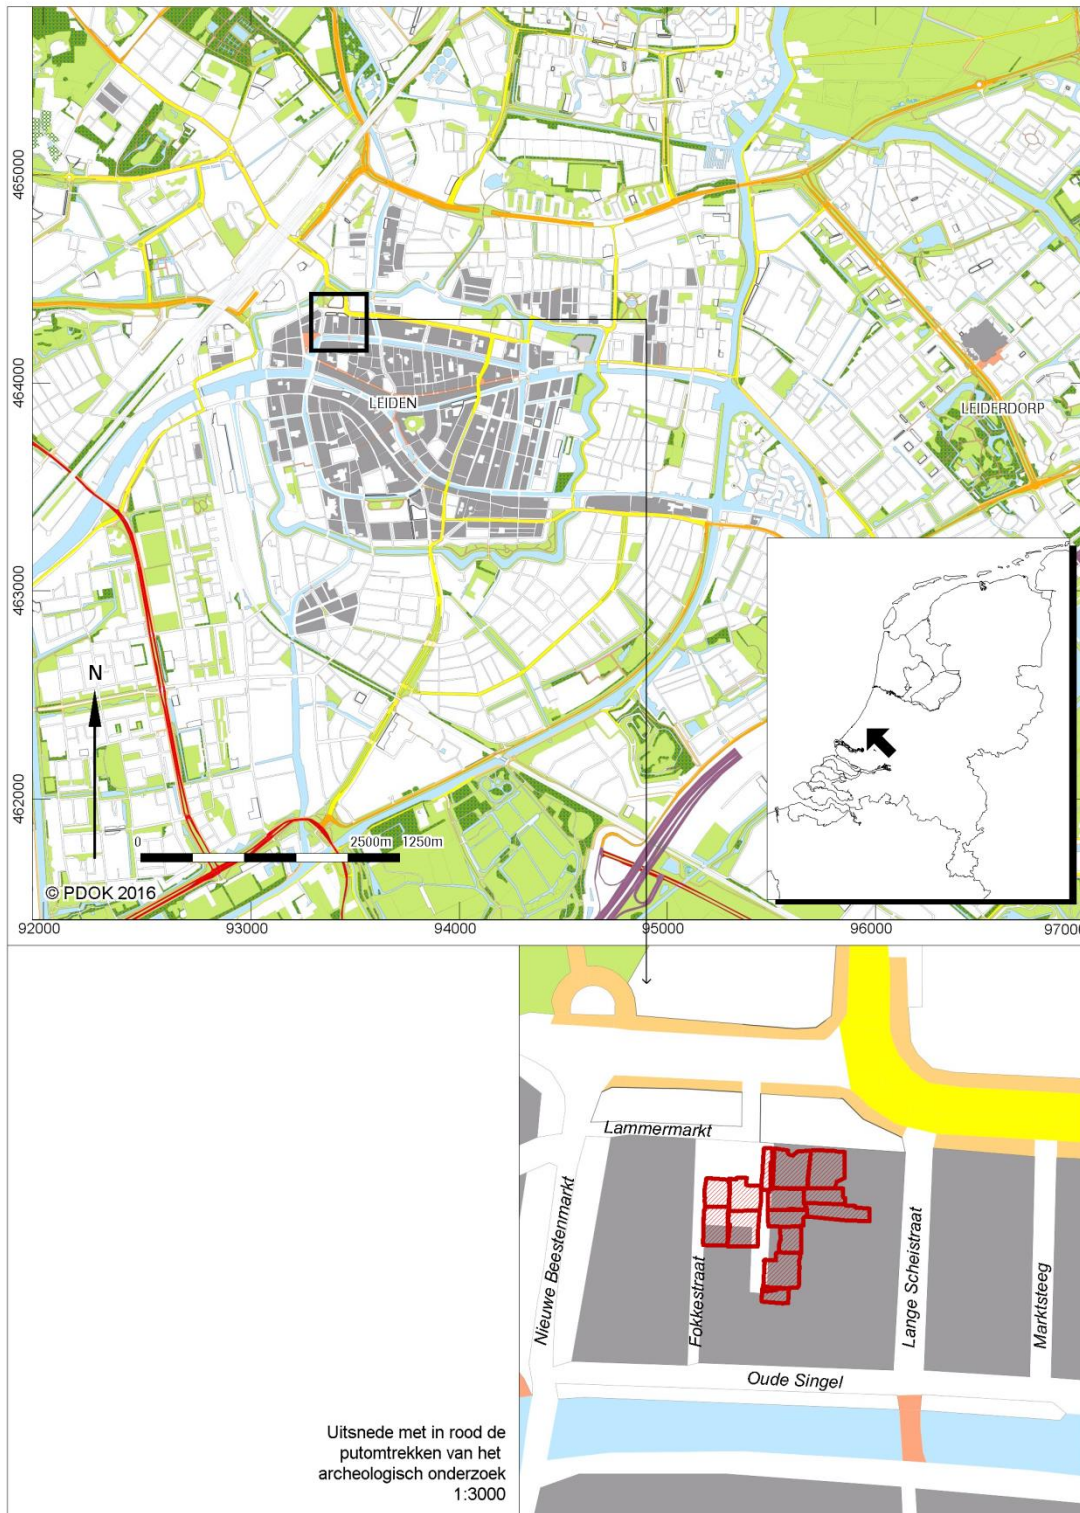 465000
464000
463000
462000
LEIDEN
LEIDERDORP
N
0 2500m 1250m
© PDOK 2016
92000 93000 94000 95000 96000 97000
Lammermarkt
Nieuwe Beestenmarkt
Fokkestraat
Lange Scheistraat
Marktsteeg
Oude Singel
Uitsnede met in rood de
putomtrekken van het
archeologisch onderzoek
1:3000